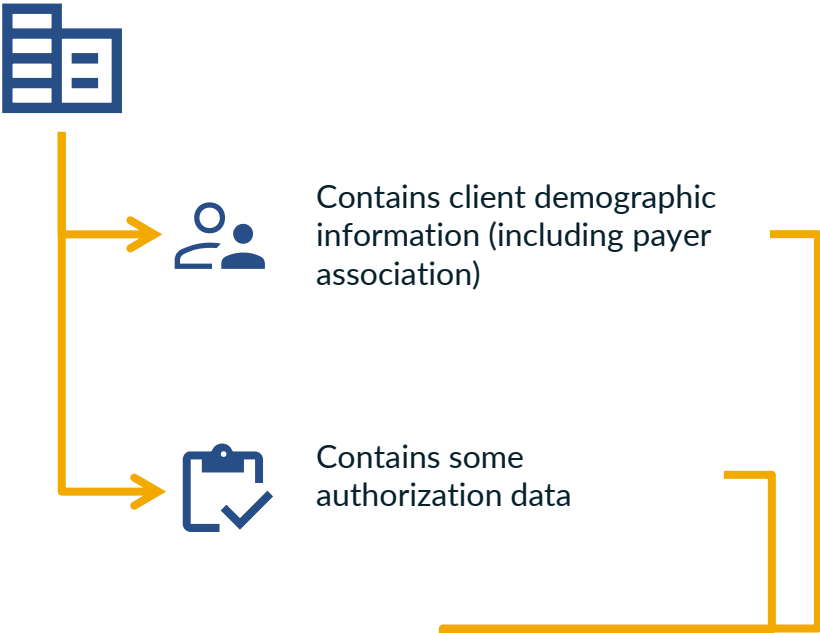 Contains client demographic
information (including payer
association)
Contains some
authorization data